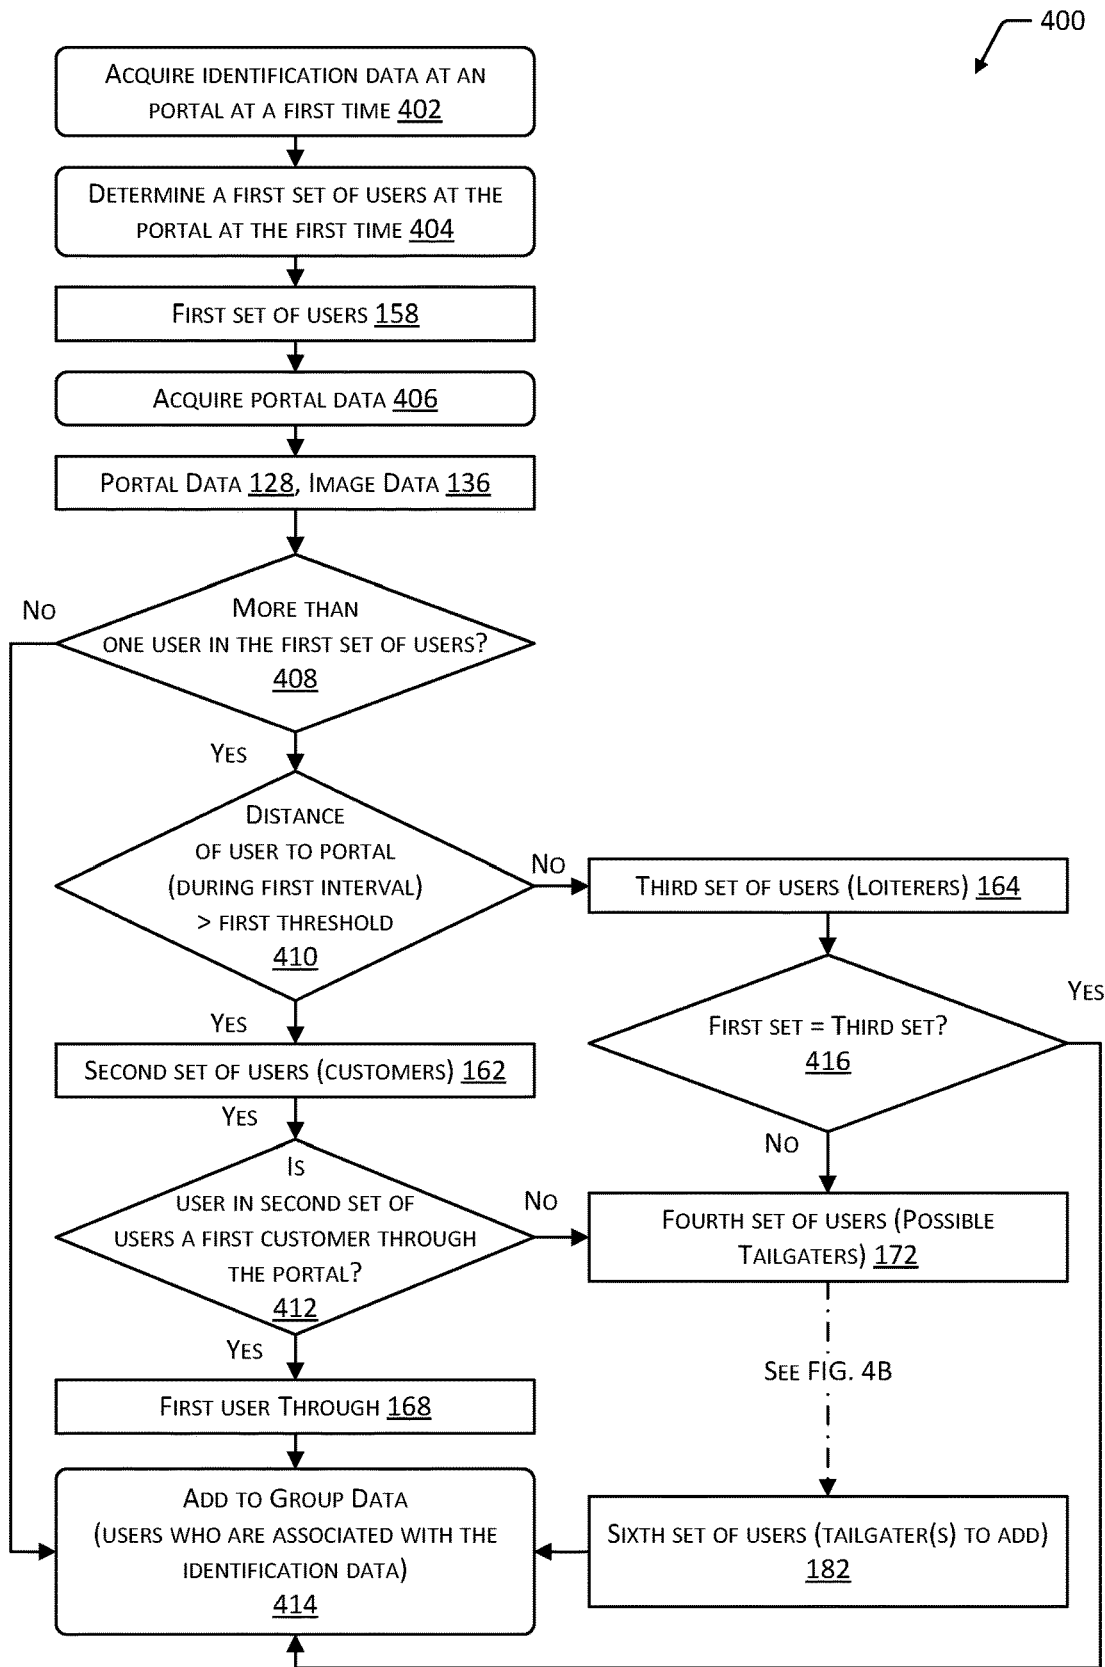 400
ACQUIRE IDENTIFICATION DATA AT AN
PORTAL AT A FIRST TIME 402
DETERMINE A FIRST SET OF USERS AT THE
PORTAL AT THE FIRST TIME 404
FIRST SET OF USERS 158
ACQUIRE PORTAL DATA 406
PORTAL DATA 128, IMAGE DATA 136
NO
MORE THAN
ONE USER IN THE FIRST SET OF USERS?
408
YES
DISTANCE
OF USER TO PORTAL
(DURING FIRST INTERVAL)
> FIRST THRESHOLD
410
NO
THIRD SET OF USERS (LOITERERS) 164
YES
FIRST SET = THIRD SET?
416
NO
YES
SECOND SET OF USERS (CUSTOMERS) 162
YES
IS
USER IN SECOND SET OF
USERS A FIRST CUSTOMER THROUGH
THE PORTAL?
412
NO
FOURTH SET OF USERS (POSSIBLE
TAILGATERS) 172
YES
SEE FIG. 4B
FIRST USER THROUGH 168
ADD TO GROUP DATA
(USERS WHO ARE ASSOCIATED WITH THE
IDENTIFICATION DATA)
414
SIXTH SET OF USERS (TAILGATER(S) TO ADD)
182